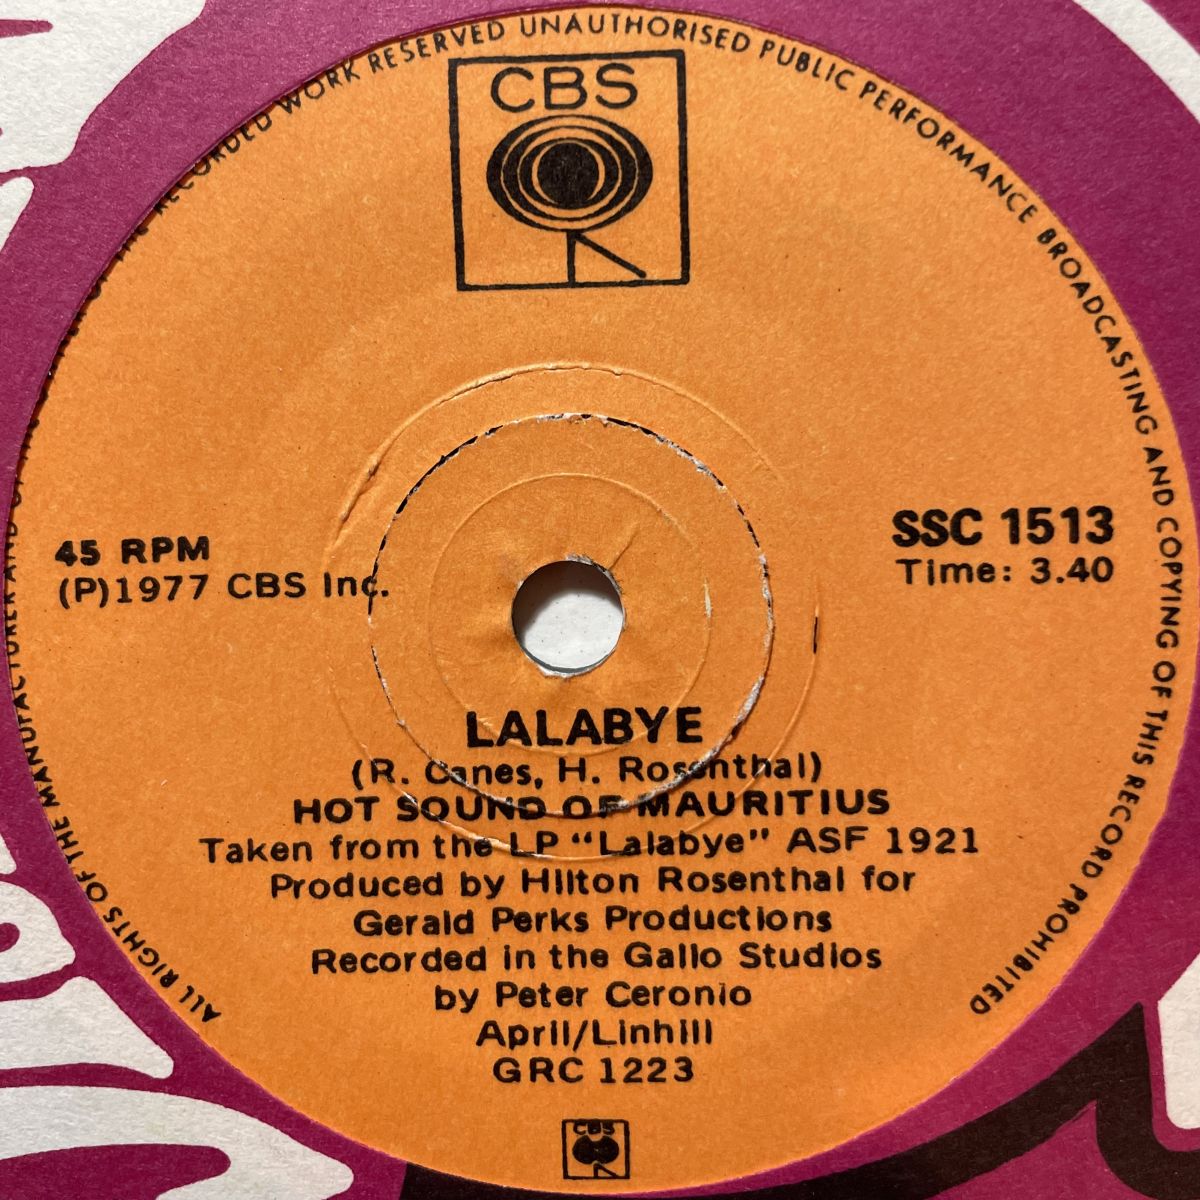 ALL RIGHTS OF THE MANUFACTURER AND OF THE RECORDED WORK RESERVED UNAUTHORISED PUBLIC PERFORMANCE BROADCASTING AND COPYING OF THIS RECORD PROHIBITED
CBS
45 RPM
(P)1977 CBS Inc.
SSC 1513
Time: 3.40
LALABYE
(R. Canes, H. Rosenthal)
HOT SOUND OF MAURITIUS
Taken from the LP "Lalabye" ASF 1921
Produced by Hilton Rosenthal for
Gerald Perks Productions
Recorded in the Gallo Studios
by Peter Ceronio
April/Linhill
GRC 1223
CBS